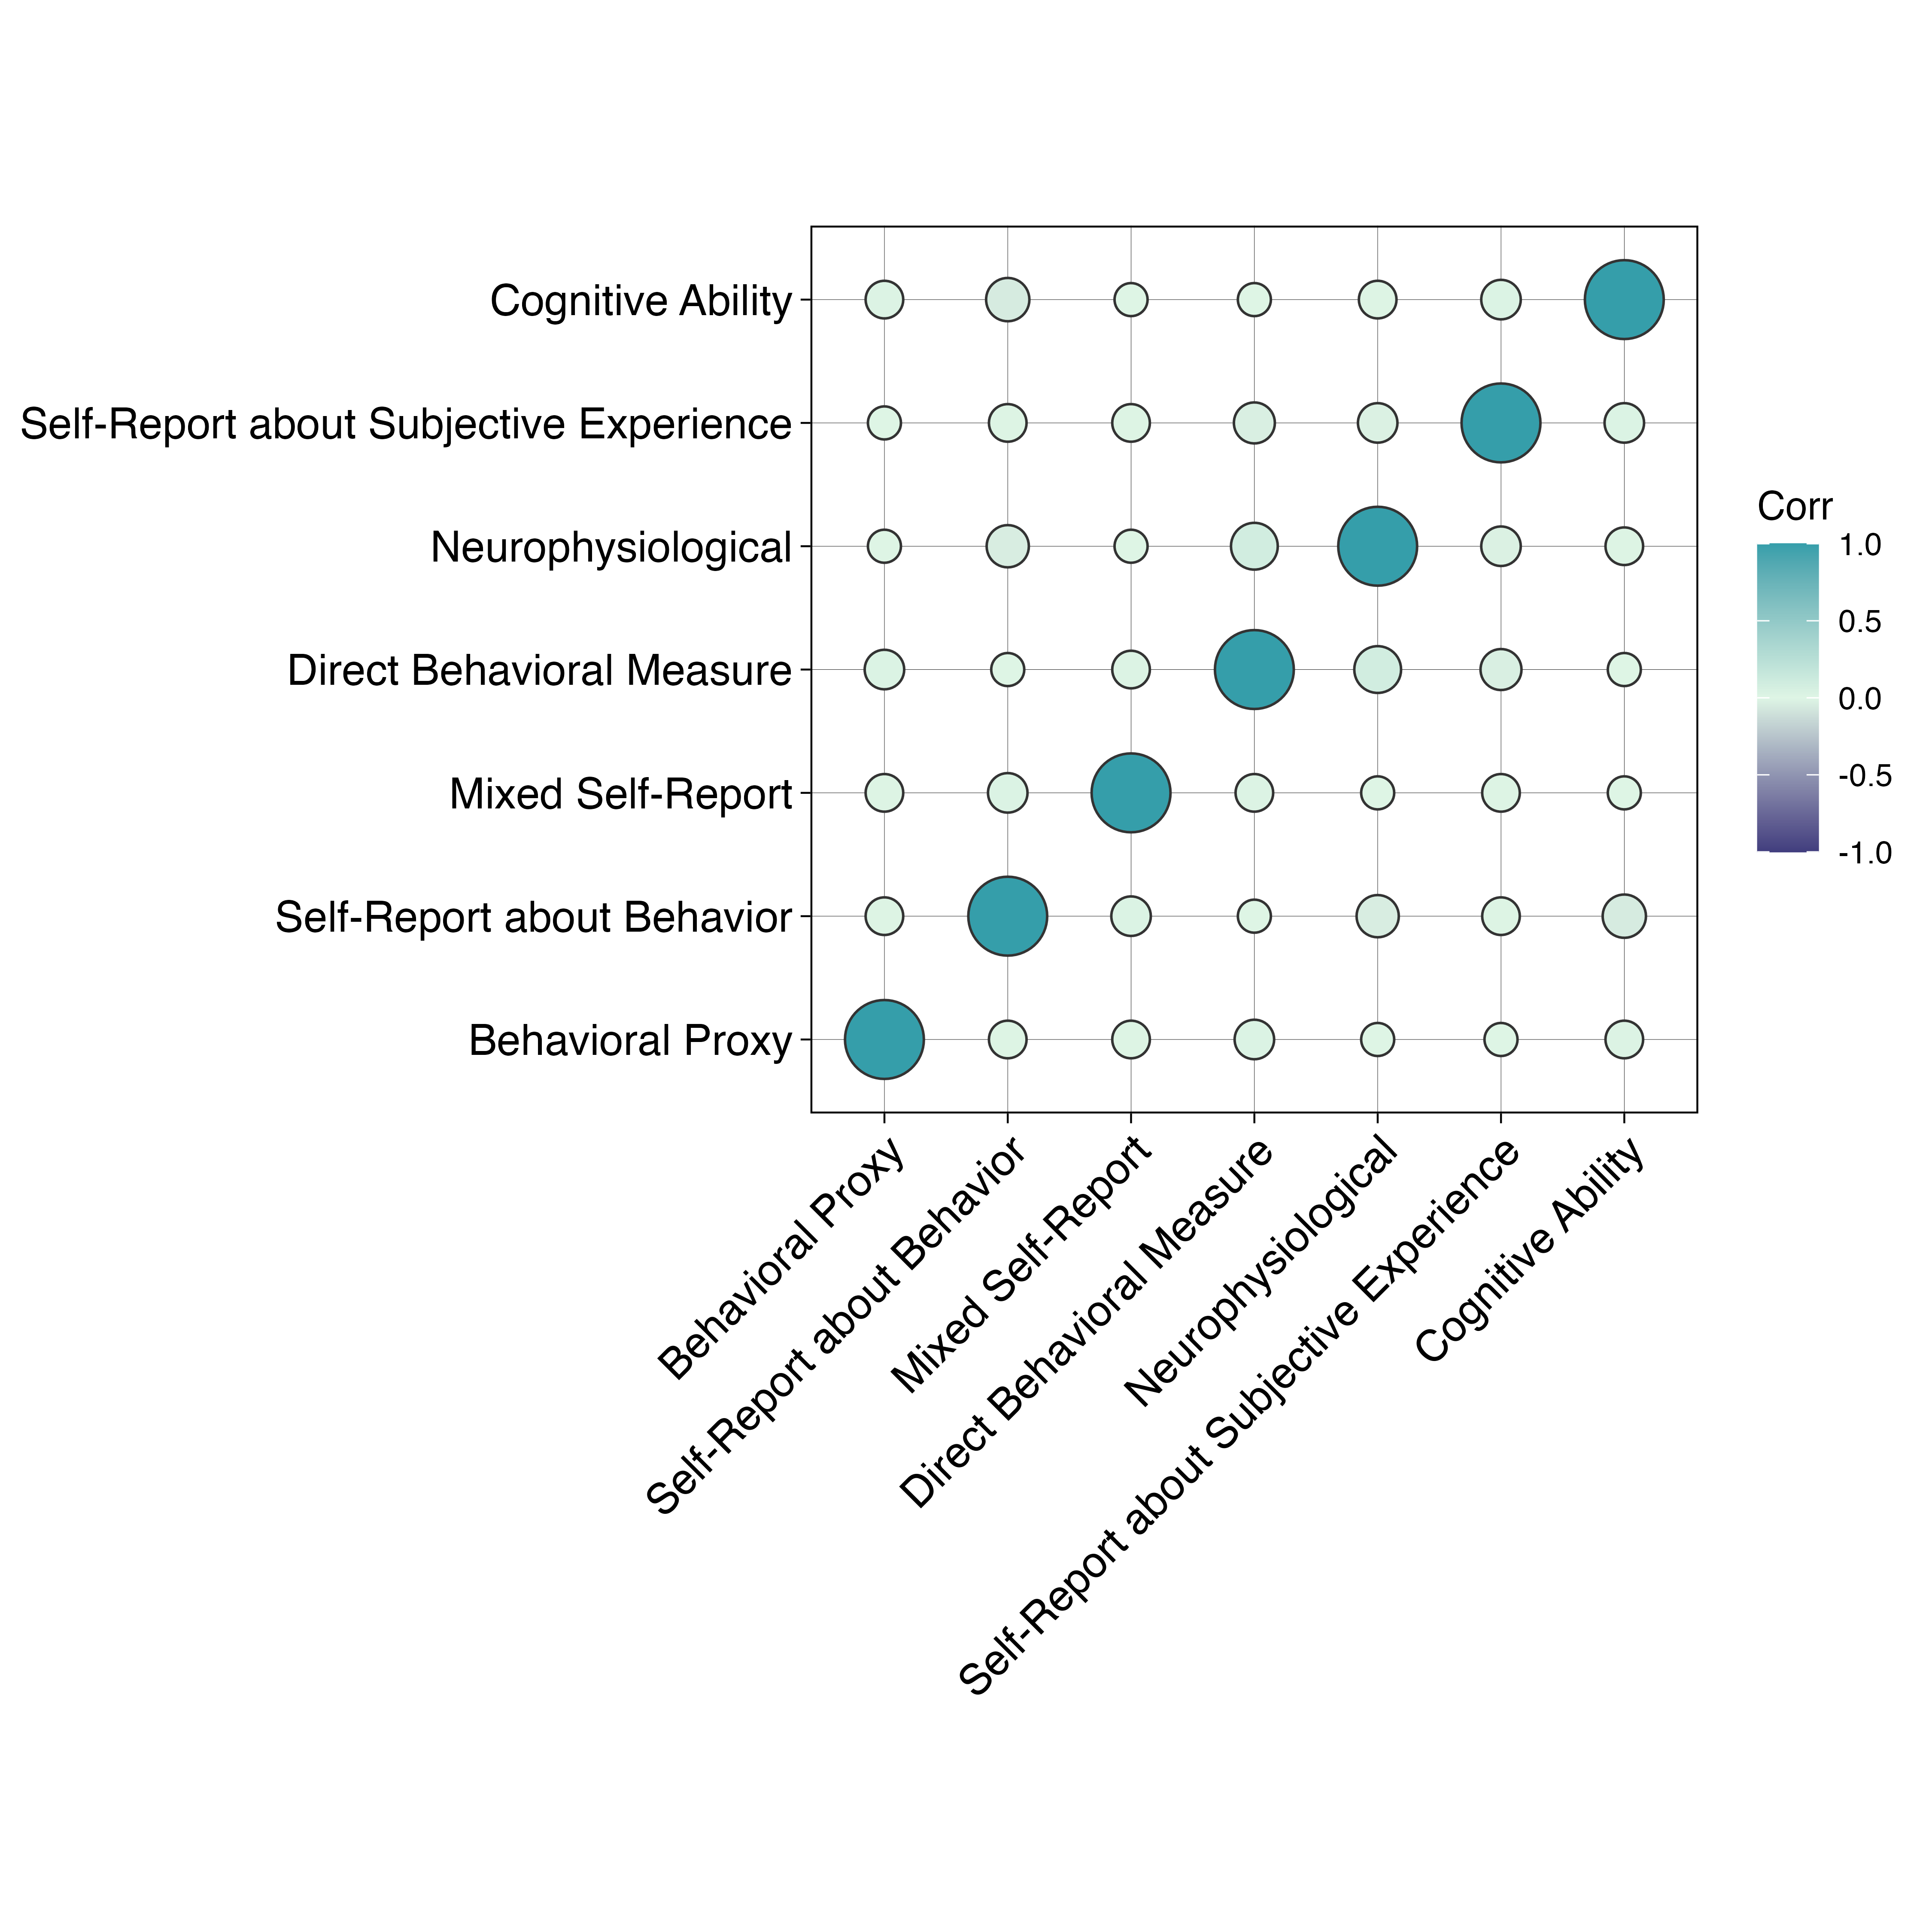 Cognitive Ability
Self-Report about Subjective Experience
Neurophysiological
Direct Behavioral Measure
Mixed Self-Report
Self-Report about Behavior
Behavioral Proxy
Behavioral Proxy
Self-Report about Behavior
Mixed Self-Report
Direct Behavioral Measure
Neurophysiological
Self-Report about Subjective Experience
Cognitive Ability
Corr
1.0
0.5
0.0
-0.5
-1.0